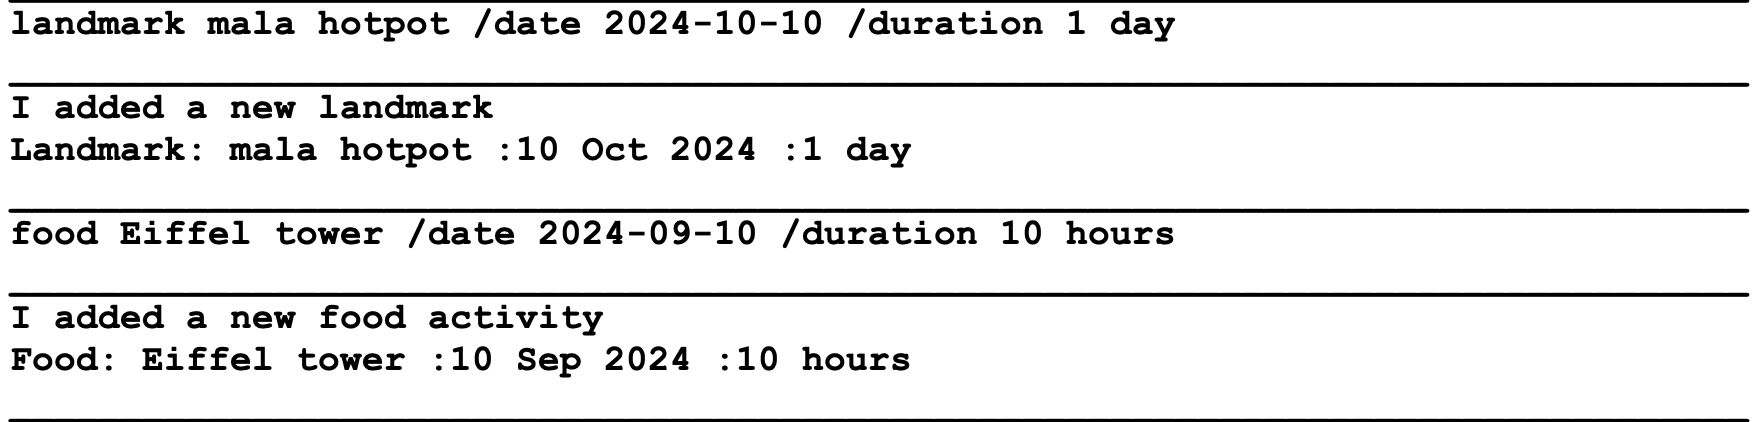 landmark mala hotpot /date 2024-10-10 /duration 1 day
I added a new landmark
Landmark: mala hotpot :10 Oct 2024 :1 day
food Eiffel tower /date 2024-09-10 /duration 10 hours
I added a new food activity
Food: Eiffel tower :10 Sep 2024 :10 hours